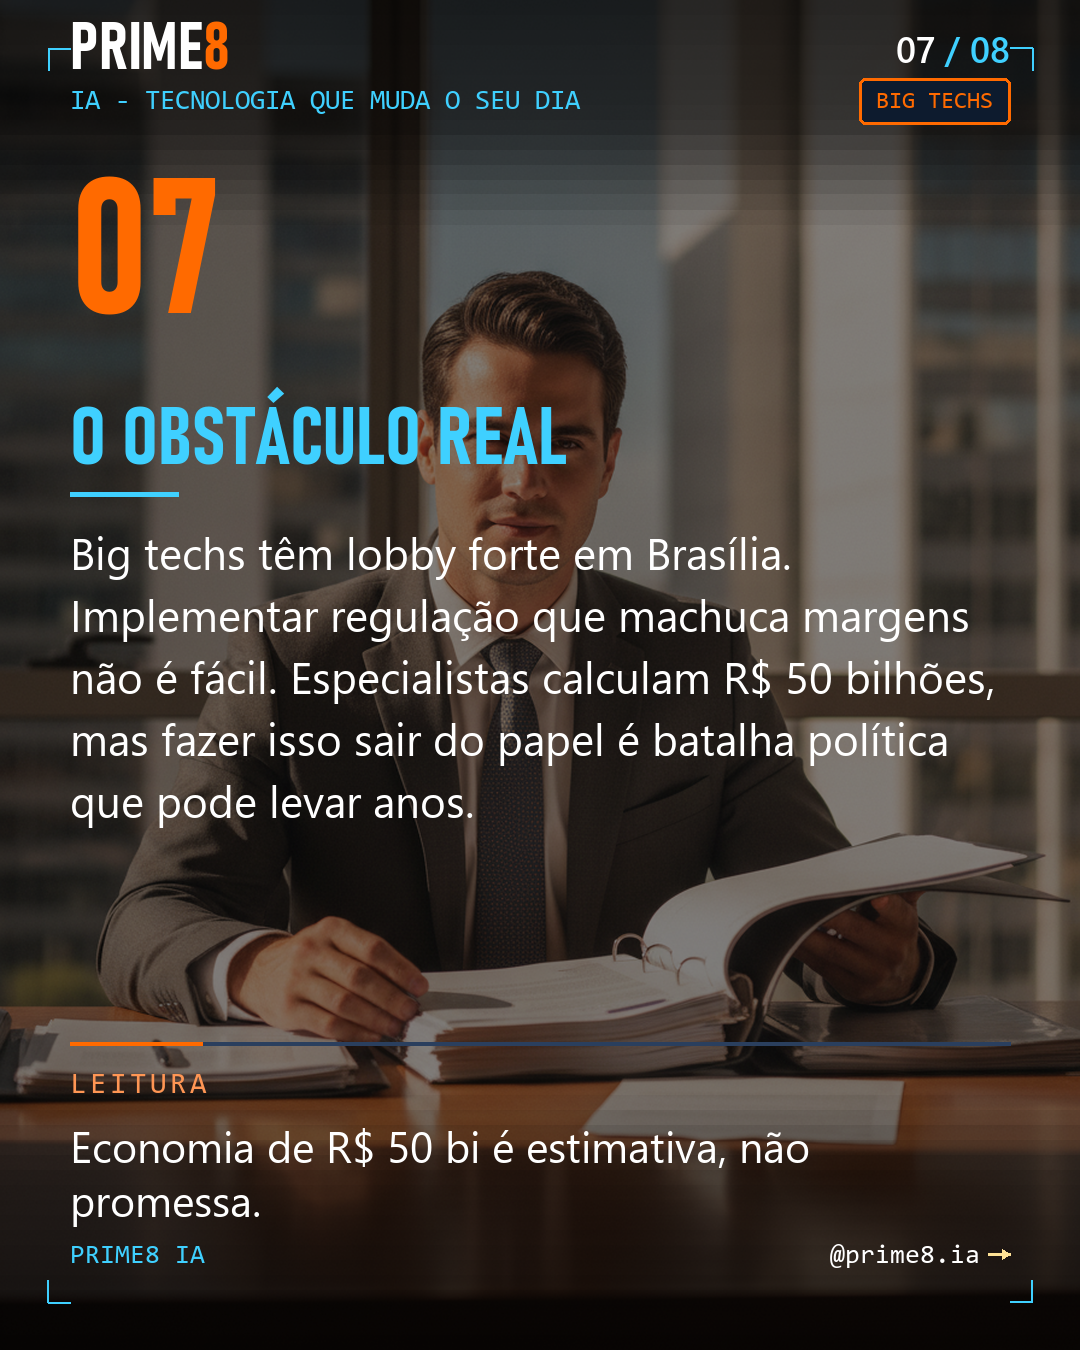 PRIME8
07 / 08
IA - TECNOLOGIA QUE MUDA O SEU DIA
BIG TECHS
07
O OBSTÁCULO REAL
Big techs têm lobby forte em Brasília.
Implementar regulação que machuca margens
não é fácil. Especialistas calculam R$ 50 bilhões,
mas fazer isso sair do papel é batalha política
que pode levar anos.
LEITURA
Economia de R$ 50 bi é estimativa, não
promessa.
PRIME8 IA
@prime8.ia